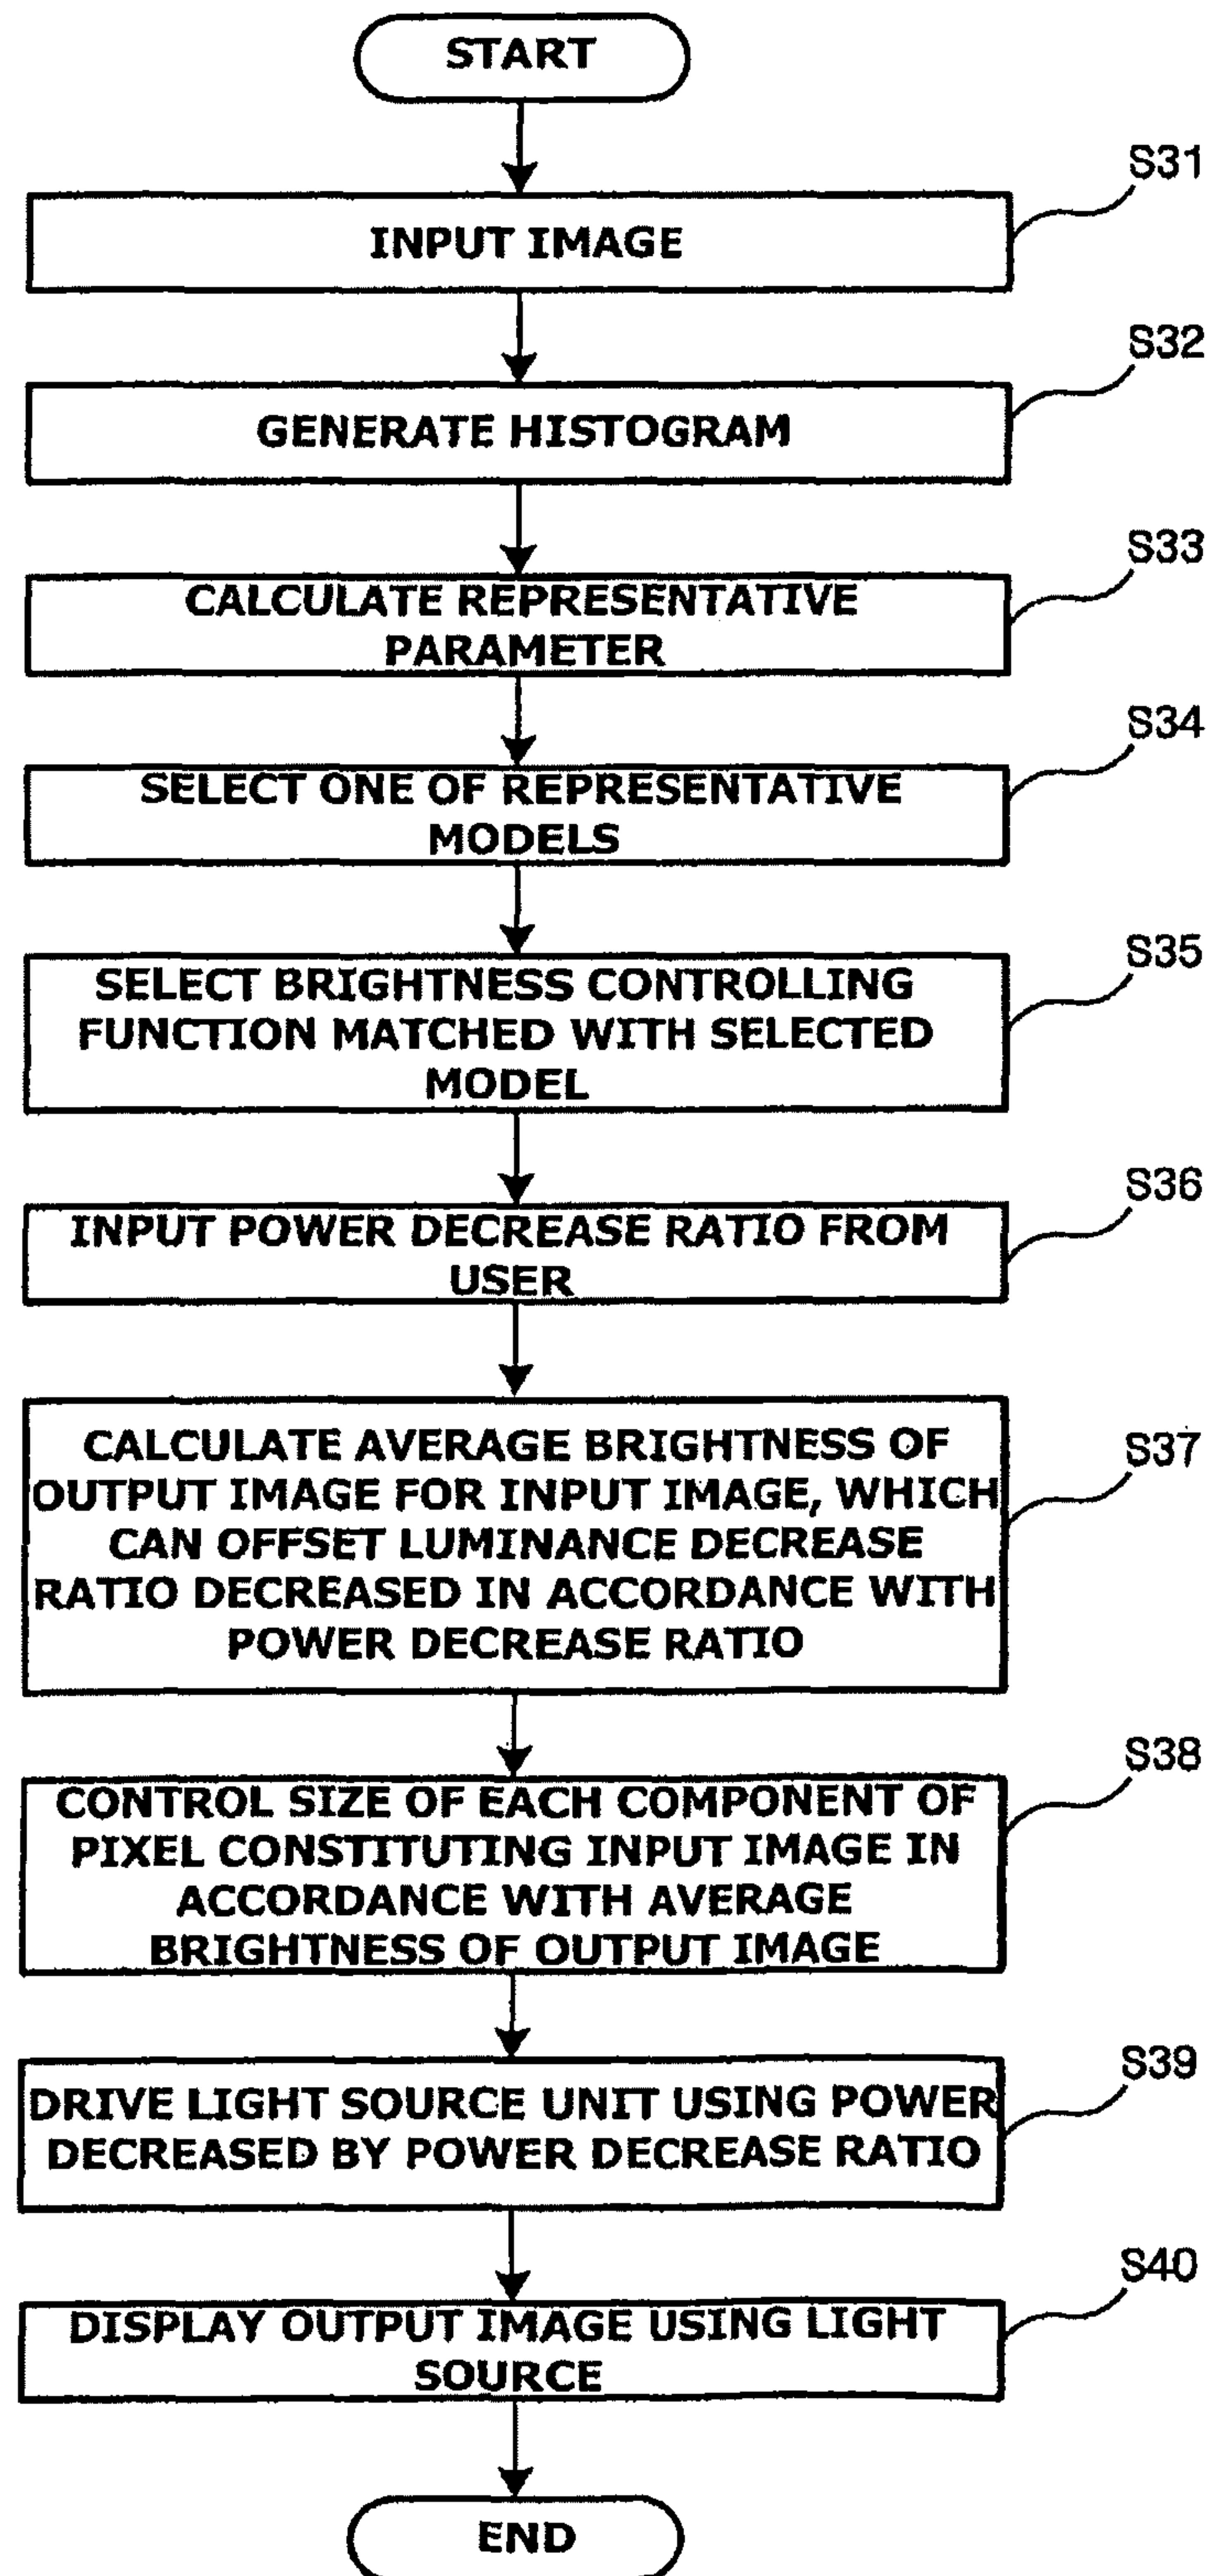 START
S31
INPUT IMAGE
S32
GENERATE HISTOGRAM
S33
CALCULATE REPRESENTATIVE
PARAMETER
S34
SELECT ONE OF REPRESENTATIVE
MODELS
S35
SELECT BRIGHTNESS CONTROLLING
FUNCTION MATCHED WITH SELECTED
MODEL
S36
INPUT POWER DECREASE RATIO FROM
USER
S37
CALCULATE AVERAGE BRIGHTNESS OF
OUTPUT IMAGE FOR INPUT IMAGE, WHICH
CAN OFFSET LUMINANCE DECREASE
RATIO DECREASED IN ACCORDANCE WITH
POWER DECREASE RATIO
S38
CONTROL SIZE OF EACH COMPONENT OF
PIXEL CONSTITUTING INPUT IMAGE IN
ACCORDANCE WITH AVERAGE
BRIGHTNESS OF OUTPUT IMAGE
S39
DRIVE LIGHT SOURCE UNIT USING POWER
DECREASED BY POWER DECREASE RATIO
S40
DISPLAY OUTPUT IMAGE USING LIGHT
SOURCE
END